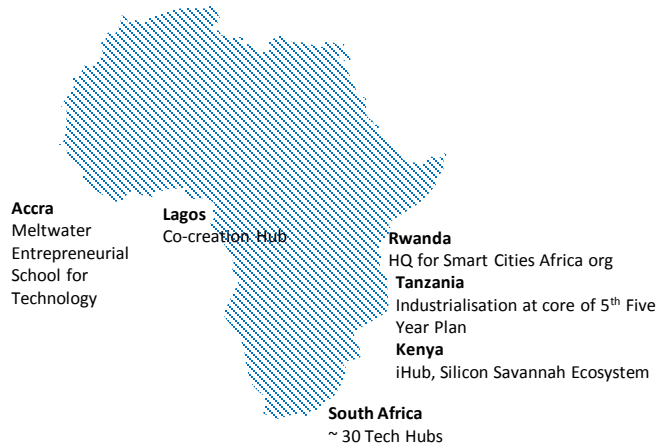 Accra
Meltwater
Entrepreneurial
School for
Technology
Lagos
Co-creation Hub
Rwanda
HQ for Smart Cities Africa org
Tanzania
Industrialisation at core of 5th Five
Year Plan
Kenya
iHub, Silicon Savannah Ecosystem
South Africa
~ 30 Tech Hubs